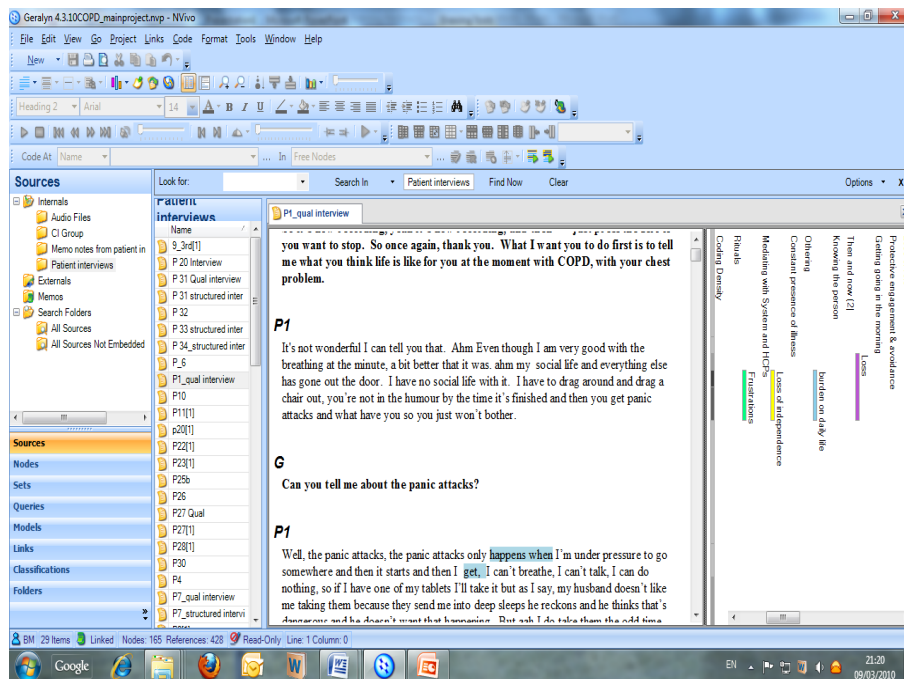 Geralyn 4.3.10COPD_mainproject.nvp - NVivo
File Edit View Go Project Links Code Format Tools Window Help
New
Heading 2 Arial 14 A B I U
Code At Name ... In Free Nodes ...
Sources
Internals
Audio Files
CI Group
Memo notes from patient in
Patient interviews
Externals
Memos
Search Folders
All Sources
All Sources Not Embedded
Sources
Nodes
Sets
Queries
Models
Links
Classifications
Folders
Look for: Search In Patient interviews Find Now Clear Options x
Patient
interviews
Name
9_3rd[1]
P 20 Interview
P 31 Qual interview
P 31 structured inter
P 32
P 33 structured inter
P 34_structured inter
P_6
P1_qual interview
P10
P11[1]
p20[1]
P22[1]
P23[1]
P25b
P26
P27 Qual
P27[1]
P28[1]
P30
P4
P7_qual interview
P7_structured intervi
P1_qual interview
you want to stop. So once again, thank you. What I want you to do first is to tell
me what you think life is like for you at the moment with COPD, with your chest
problem.
P1
It's not wonderful I can tell you that. Ahm Even though I am very good with the
breathing at the minute, a bit better that it was. ahm my social life and everything else
has gone out the door. I have no social life with it. I have to drag around and drag a
chair out, you're not in the humour by the time it's finished and then you get panic
attacks and what have you so you just won't bother.
G
Can you tell me about the panic attacks?
P1
Well, the panic attacks, the panic attacks only happens when I'm under pressure to go
somewhere and then it starts and then I get, I can't breathe, I can't talk, I can do
nothing, so if I have one of my tablets I'll take it but as I say, my husband doesn't like
me taking them because they send me into deep sleeps he reckons and he thinks that's
dangerous and he doesn't want that happening. But aah I do take them the odd time
Coding Density
Rituals
Frustrations
Mediating with System and HCPs
Loss of independence
Constant presence of illness
Othering
burden on daily life
Knowing the person
Then and now (2)
Loss
Getting going in the morning
Protective engagement & avoidance
BM 29 Items Linked Nodes: 165 References: 428 Read-Only Line: 1 Column: 0
Google
EN
21:20
09/03/2010